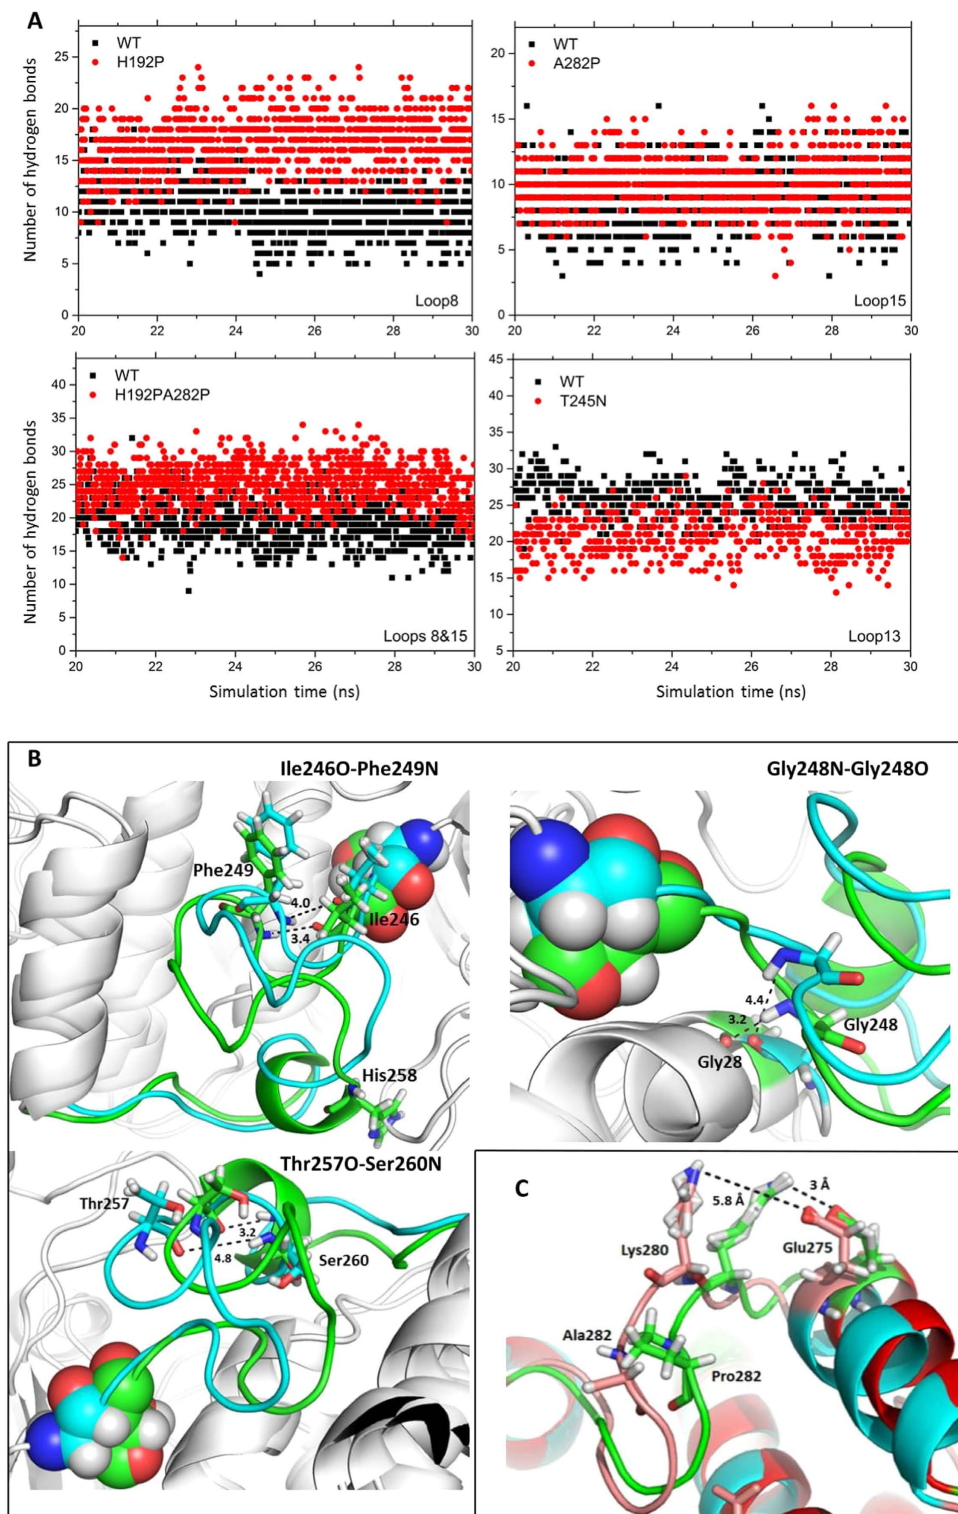 A
WT
H192P
25
20
15
10
5
0
Number of hydrogen bonds
Loop8
20 22 24 26 28 30
WT
A282P
20
15
10
5
0
Loop15
20 22 24 26 28 30
WT
H192PA282P
40
35
30
25
20
15
10
5
0
Number of hydrogen bonds
Loops 8&15
20 22 24 26 28 30
Simulation time (ns)
WT
T245N
45
40
35
30
25
20
15
10
5
Loop13
20 22 24 26 28 30
Simulation time (ns)
B
Ile246O-Phe249N
Phe249
4.0
Ile246
3.4
His258
Gly248N-Gly248O
4.4
3.2
Gly248
Gly28
Thr257O-Ser260N
Thr257
3.2
4.8
Ser260
C
5.8 Å
3 Å
Lys280
Glu275
Ala282
Pro282